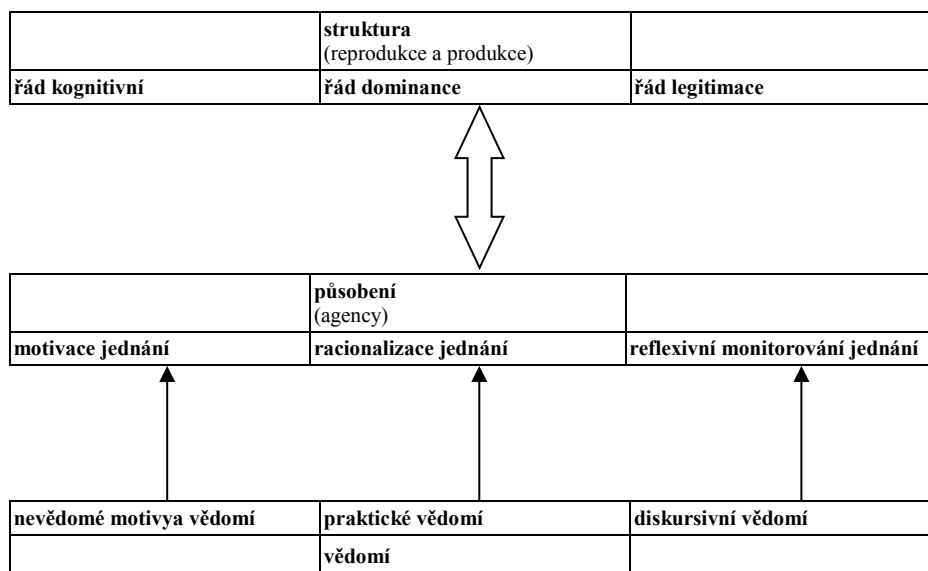 struktura
(reprodukce a produkce)
řád kognitivní řád dominance řád legitimace
působení
(agency)
motivace jednání racionalizace jednání reflexivní monitorování jednání
nevědomé motivya vědomí praktické vědomí diskursivní vědomí
vědomí